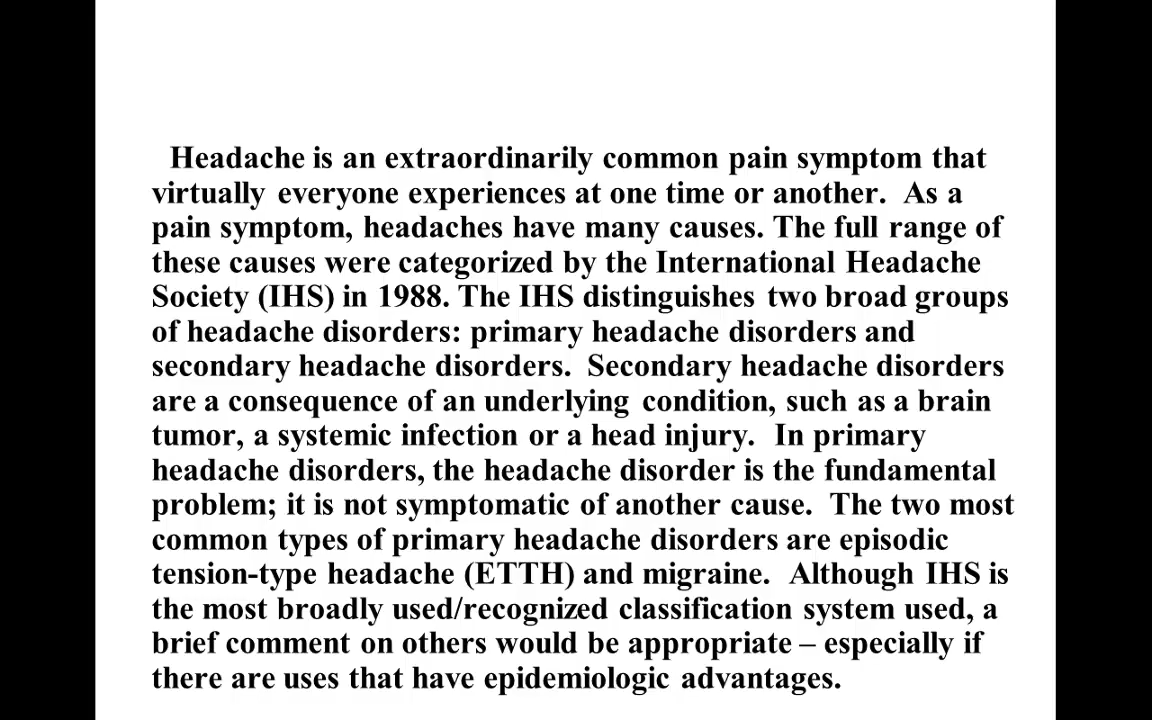 Headache is an extraordinarily common pain symptom that
virtually everyone experiences at one time or another. As a
pain symptom, headaches have many causes. The full range of
these causes were categorized by the International Headache
Society (IHS) in 1988. The IHS distinguishes two broad groups
of headache disorders: primary headache disorders and
secondary headache disorders. Secondary headache disorders
are a consequence of an underlying condition, such as a brain
tumor, a systemic infection or a head injury. In primary
headache disorders, the headache disorder is the fundamental
problem; it is not symptomatic of another cause. The two most
common types of primary headache disorders are episodic
tension-type headache (ETTH) and migraine. Although IHS is
the most broadly used/recognized classification system used, a
brief comment on others would be appropriate – especially if
there are uses that have epidemiologic advantages.